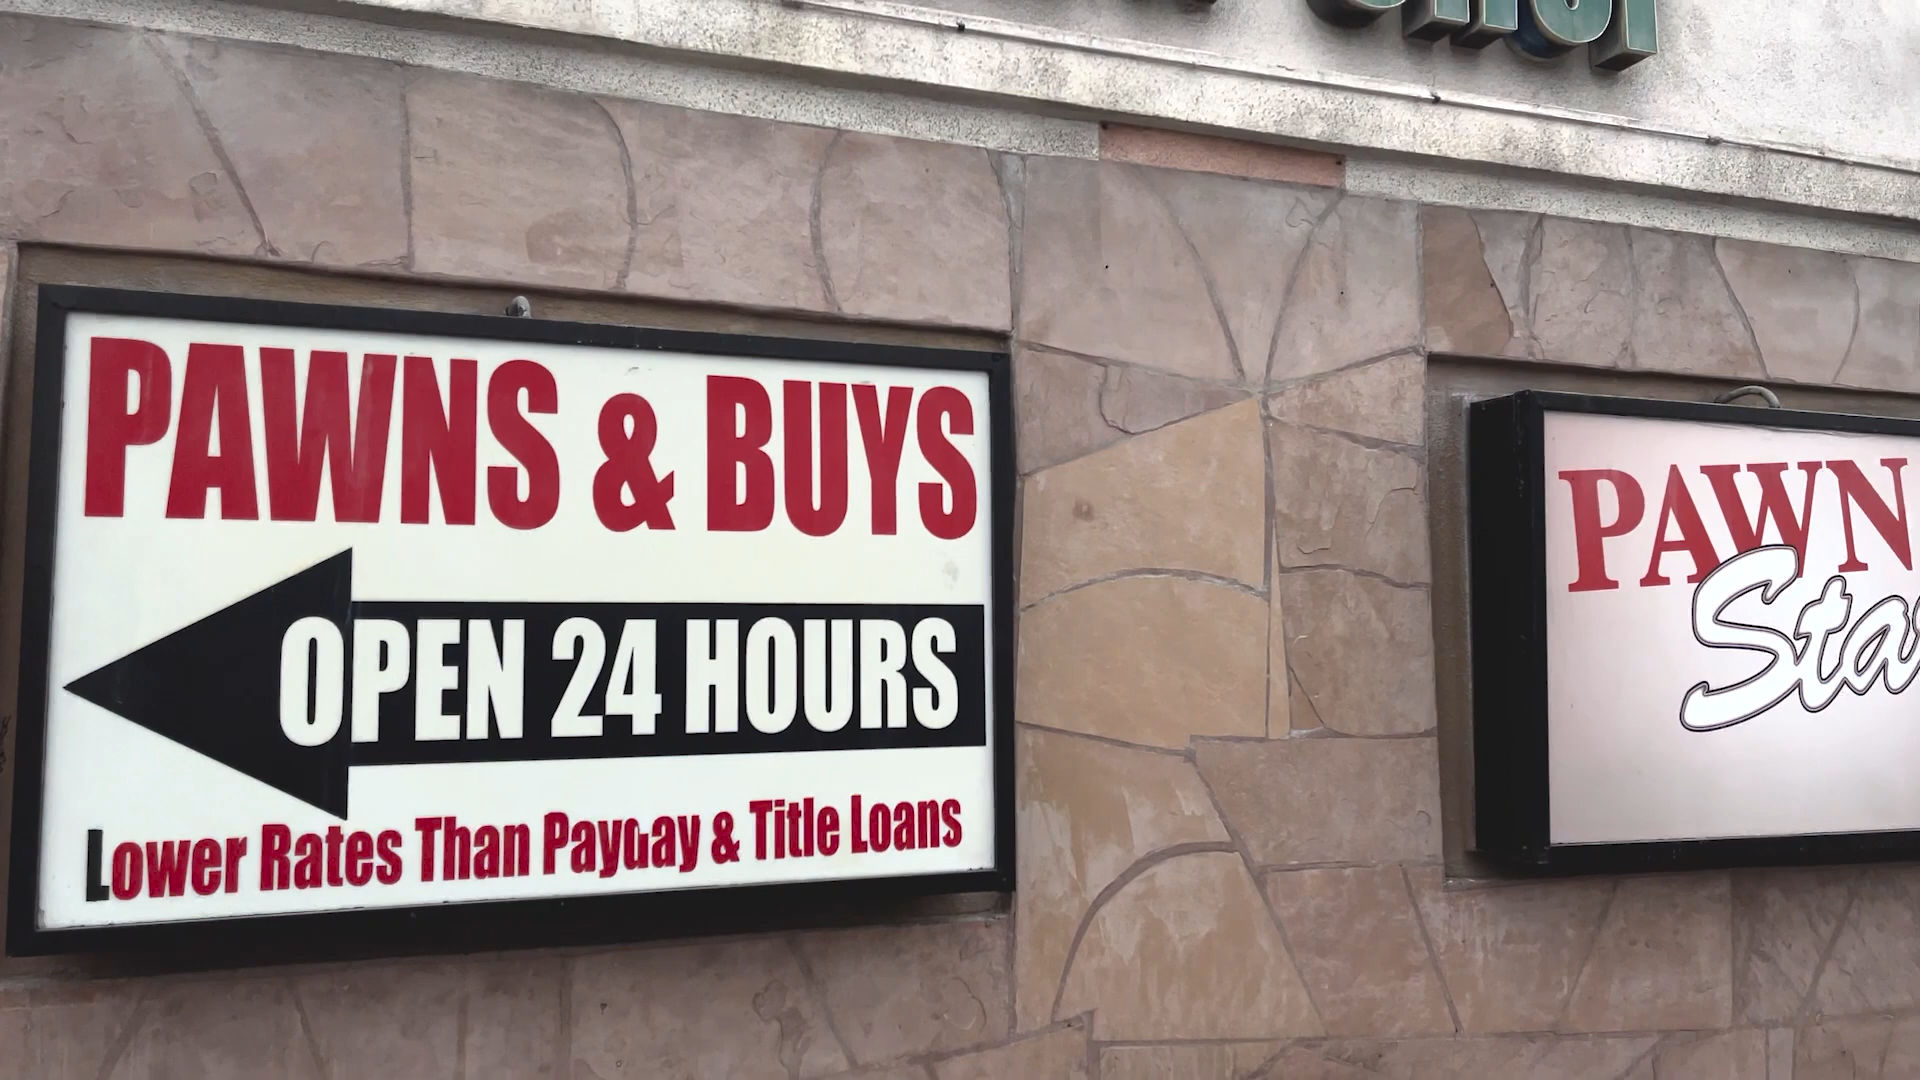 PAWNS & BUYS
OPEN 24 HOURS
Lower Rates Than Payday & Title Loans
PAWN